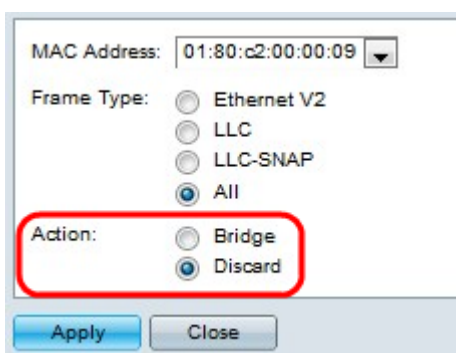 MAC Address: 01:80:c2:00:00:09
Frame Type: Ethernet V2
LLC
LLC-SNAP
All
Action: Bridge
Discard
Apply Close